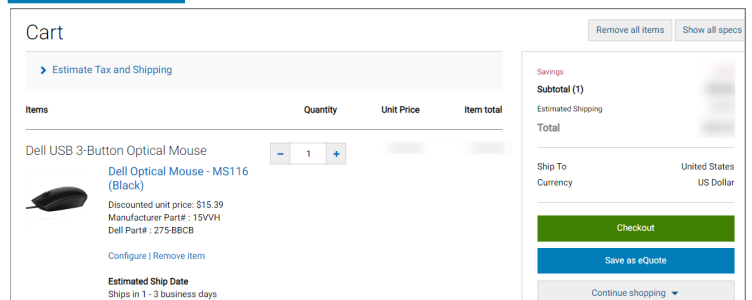 Cart
Remove all items
Show all specs
Estimate Tax and Shipping
Items Quantity Unit Price Item total
Dell USB 3-Button Optical Mouse
− 1 +
Dell Optical Mouse - MS116
(Black)
Discounted unit price: $15.39
Manufacturer Part# : 15VVH
Dell Part# : 275-BBCB
Configure | Remove item
Estimated Ship Date
Ships in 1 - 3 business days
Savings
Subtotal (1)
Estimated Shipping
Total
Ship To United States
Currency US Dollar
Checkout
Save as eQuote
Continue shopping